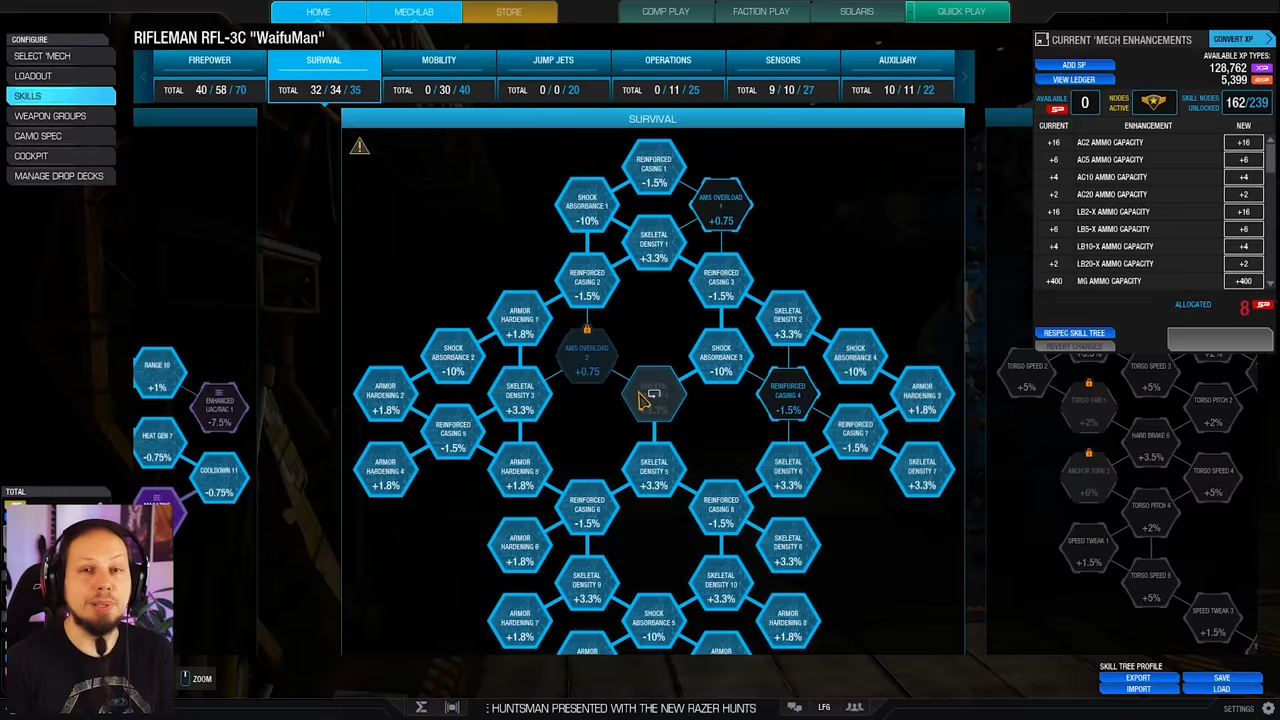 HOME
MECHLAB
STORE
COMP PLAY
FACTION PLAY
SOLARIS
QUICK PLAY
CONFIGURE
SELECT 'MECH
LOADOUT
SKILLS
WEAPON GROUPS
CAMO SPEC
COCKPIT
MANAGE DROP DECKS
RIFLEMAN RFL-3C "WaifuMan"
FIREPOWER
TOTAL 40 / 58 / 70
SURVIVAL
TOTAL 32 / 34 / 35
MOBILITY
TOTAL 0 / 30 / 40
JUMP JETS
TOTAL 0 / 0 / 20
OPERATIONS
TOTAL 0 / 11 / 25
SENSORS
TOTAL 9 / 10 / 27
AUXILIARY
TOTAL 10 / 11 / 22
SURVIVAL
REINFORCED
CASING 1
-1.5%
SHOCK
ABSORBANCE 1
-10%
AMS OVERLOAD
1
+0.75
SKELETAL
DENSITY 1
+3.3%
REINFORCED
CASING 2
-1.5%
REINFORCED
CASING 3
-1.5%
ARMOR
HARDENING 1
+1.8%
SKELETAL
DENSITY 2
+3.3%
SHOCK
ABSORBANCE 2
-10%
AMS OVERLOAD
2
+0.75
SHOCK
ABSORBANCE 3
-10%
SHOCK
ABSORBANCE 4
-10%
ARMOR
HARDENING 2
+1.8%
SKELETAL
DENSITY 3
+3.3%
REINFORCED
CASING 4
-1.5%
ARMOR
HARDENING 3
+1.8%
REINFORCED
CASING 5
-1.5%
REINFORCED
CASING 7
-1.5%
ARMOR
HARDENING 4
+1.8%
ARMOR
HARDENING 5
+1.8%
SKELETAL
DENSITY 5
+3.3%
SKELETAL
DENSITY 6
+3.3%
SKELETAL
DENSITY 7
+3.3%
REINFORCED
CASING 6
-1.5%
REINFORCED
CASING 8
-1.5%
ARMOR
HARDENING 6
+1.8%
SKELETAL
DENSITY 8
+3.3%
SKELETAL
DENSITY 9
+3.3%
SKELETAL
DENSITY 10
+3.3%
ARMOR
HARDENING 7
+1.8%
SHOCK
ABSORBANCE 5
-10%
ARMOR
HARDENING 8
+1.8%
ARMOR
ARMOR
RANGE 10
+1%
ENHANCED
UAC/RAC 1
-7.5%
HEAT GEN 7
-0.75%
COOLDOWN 11
-0.75%
TOTAL
ZOOM
CURRENT 'MECH ENHANCEMENTS
CONVERT XP
AVAILABLE XP TYPES:
128,762 XP
5,399
ADD SP
VIEW LEDGER
AVAILABLE
SP
0
NODES
ACTIVE
SKILL NODES
UNLOCKED
162/239
CURRENT ENHANCEMENT NEW
+16 AC2 AMMO CAPACITY +16
+6 AC5 AMMO CAPACITY +6
+4 AC10 AMMO CAPACITY +4
+2 AC20 AMMO CAPACITY +2
+16 LB2-X AMMO CAPACITY +16
+6 LB5-X AMMO CAPACITY +6
+4 LB10-X AMMO CAPACITY +4
+2 LB20-X AMMO CAPACITY +2
+400 MG AMMO CAPACITY +400
ALLOCATED 8 SP
RESPEC SKILL TREE
REVERT CHANGES
TORSO SPEED 2
+5%
TORSO SPEED 3
+5%
TORSO YAW 5
+2%
TORSO PITCH 2
+2%
HARD BRAKE 6
+3.5%
ANCHOR TURN 3
+6%
TORSO SPEED 4
+5%
TORSO PITCH 4
+2%
SPEED TWEAK 1
+1.5%
TORSO SPEED 6
+5%
SPEED TWEAK 3
+1.5%
SKILL TREE PROFILE
EXPORT
SAVE
IMPORT
LOAD
HUNTSMAN PRESENTED WITH THE NEW RAZER HUNTS
LFG
SETTINGS